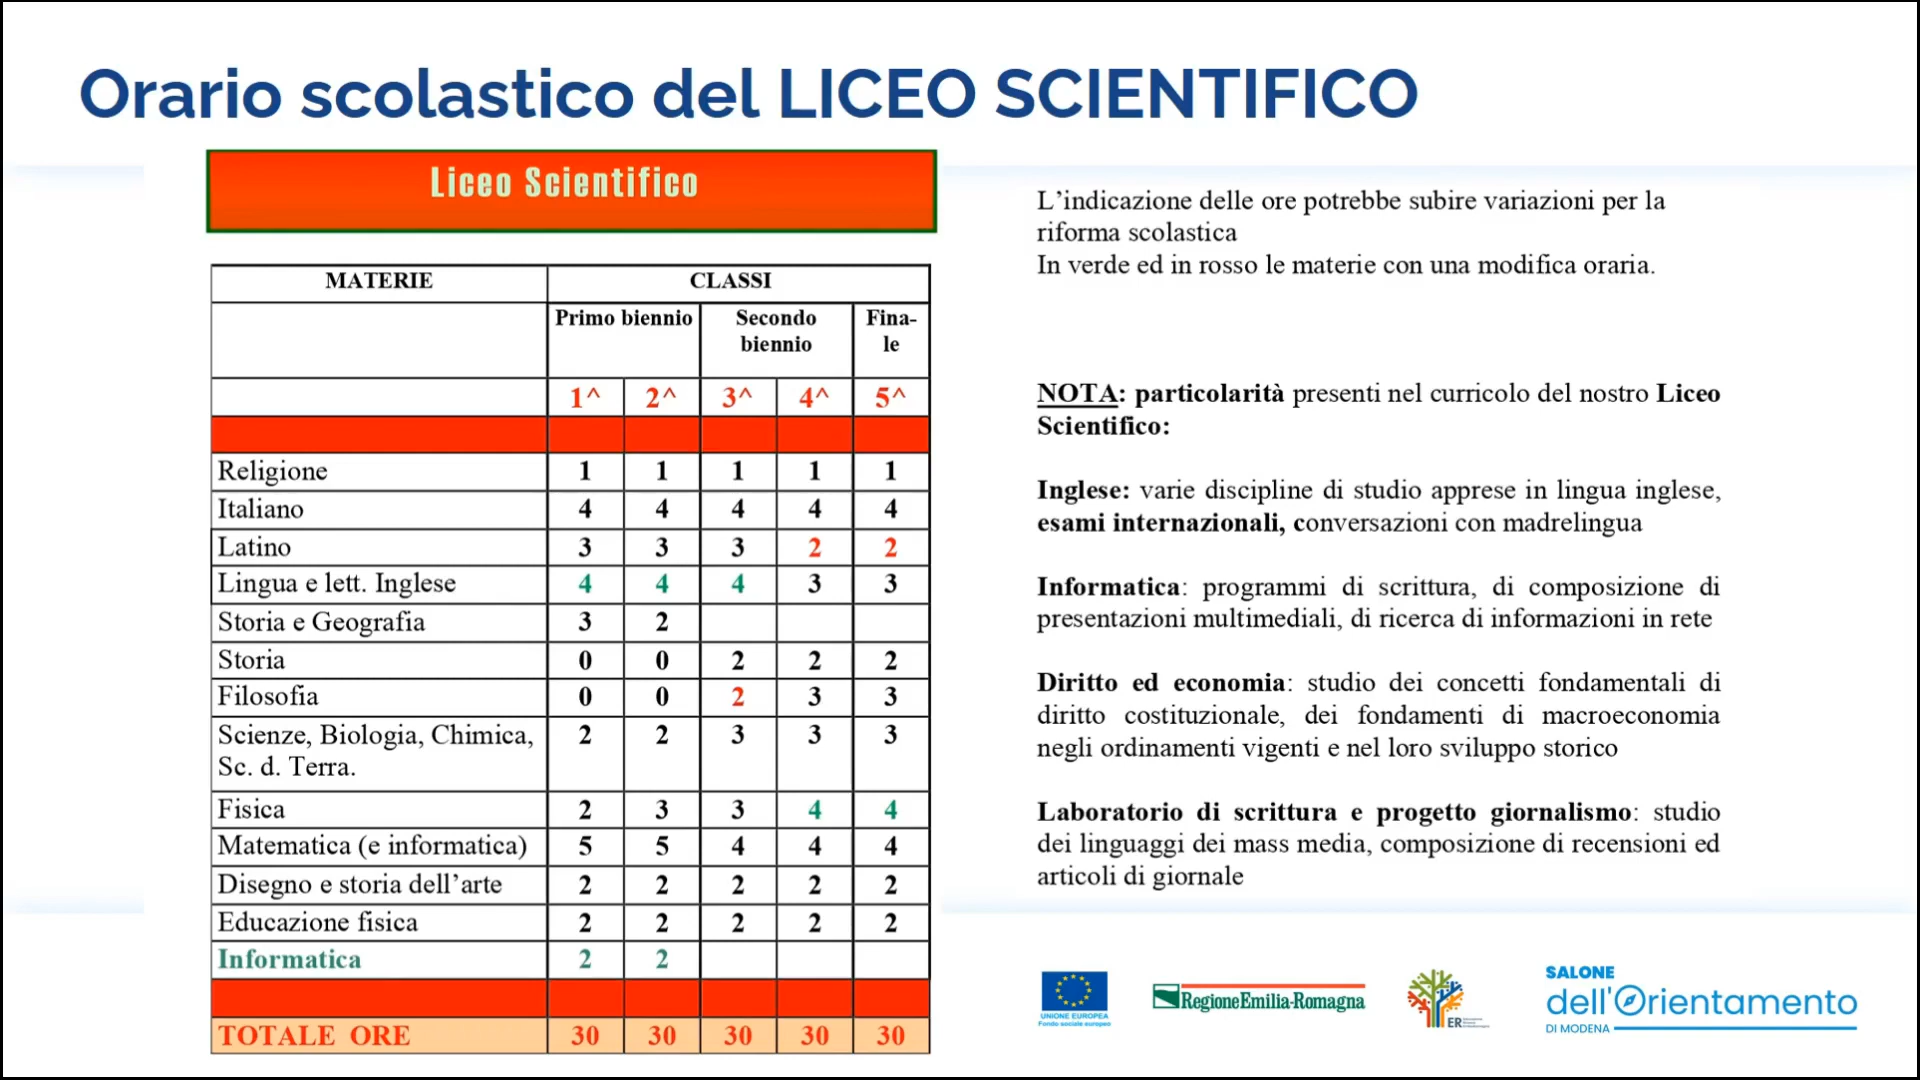 Orario scolastico del LICEO SCIENTIFICO
Liceo Scientifico
MATERIE CLASSI
Primo biennio Secondo biennio Fina-le
1^ 2^ 3^ 4^ 5^
Religione 1 1 1 1 1
Italiano 4 4 4 4 4
Latino 3 3 3 2 2
Lingua e lett. Inglese 4 4 4 3 3
Storia e Geografia 3 2
Storia 0 0 2 2 2
Filosofia 0 0 2 3 3
Scienze, Biologia, Chimica, 2 2 3 3 3
Sc. d. Terra.
Fisica 2 3 3 4 4
Matematica (e informatica) 5 5 4 4 4
Disegno e storia dell’arte 2 2 2 2 2
Educazione fisica 2 2 2 2 2
Informatica 2 2
TOTALE ORE 30 30 30 30 30
L’indicazione delle ore potrebbe subire variazioni per la
riforma scolastica
In verde ed in rosso le materie con una modifica oraria.
NOTA: particolarità presenti nel curricolo del nostro Liceo
Scientifico:
Inglese: varie discipline di studio apprese in lingua inglese,
esami internazionali, conversazioni con madrelingua
Informatica: programmi di scrittura, di composizione di
presentazioni multimediali, di ricerca di informazioni in rete
Diritto ed economia: studio dei concetti fondamentali di
diritto costituzionale, dei fondamenti di macroeconomia
negli ordinamenti vigenti e nel loro sviluppo storico
Laboratorio di scrittura e progetto giornalismo: studio
dei linguaggi dei mass media, composizione di recensioni ed
articoli di giornale
UNIONE EUROPEA
Fondo sociale europeo
RegioneEmilia-Romagna
ER
SALONE
dell'Orientamento
DI MODENA